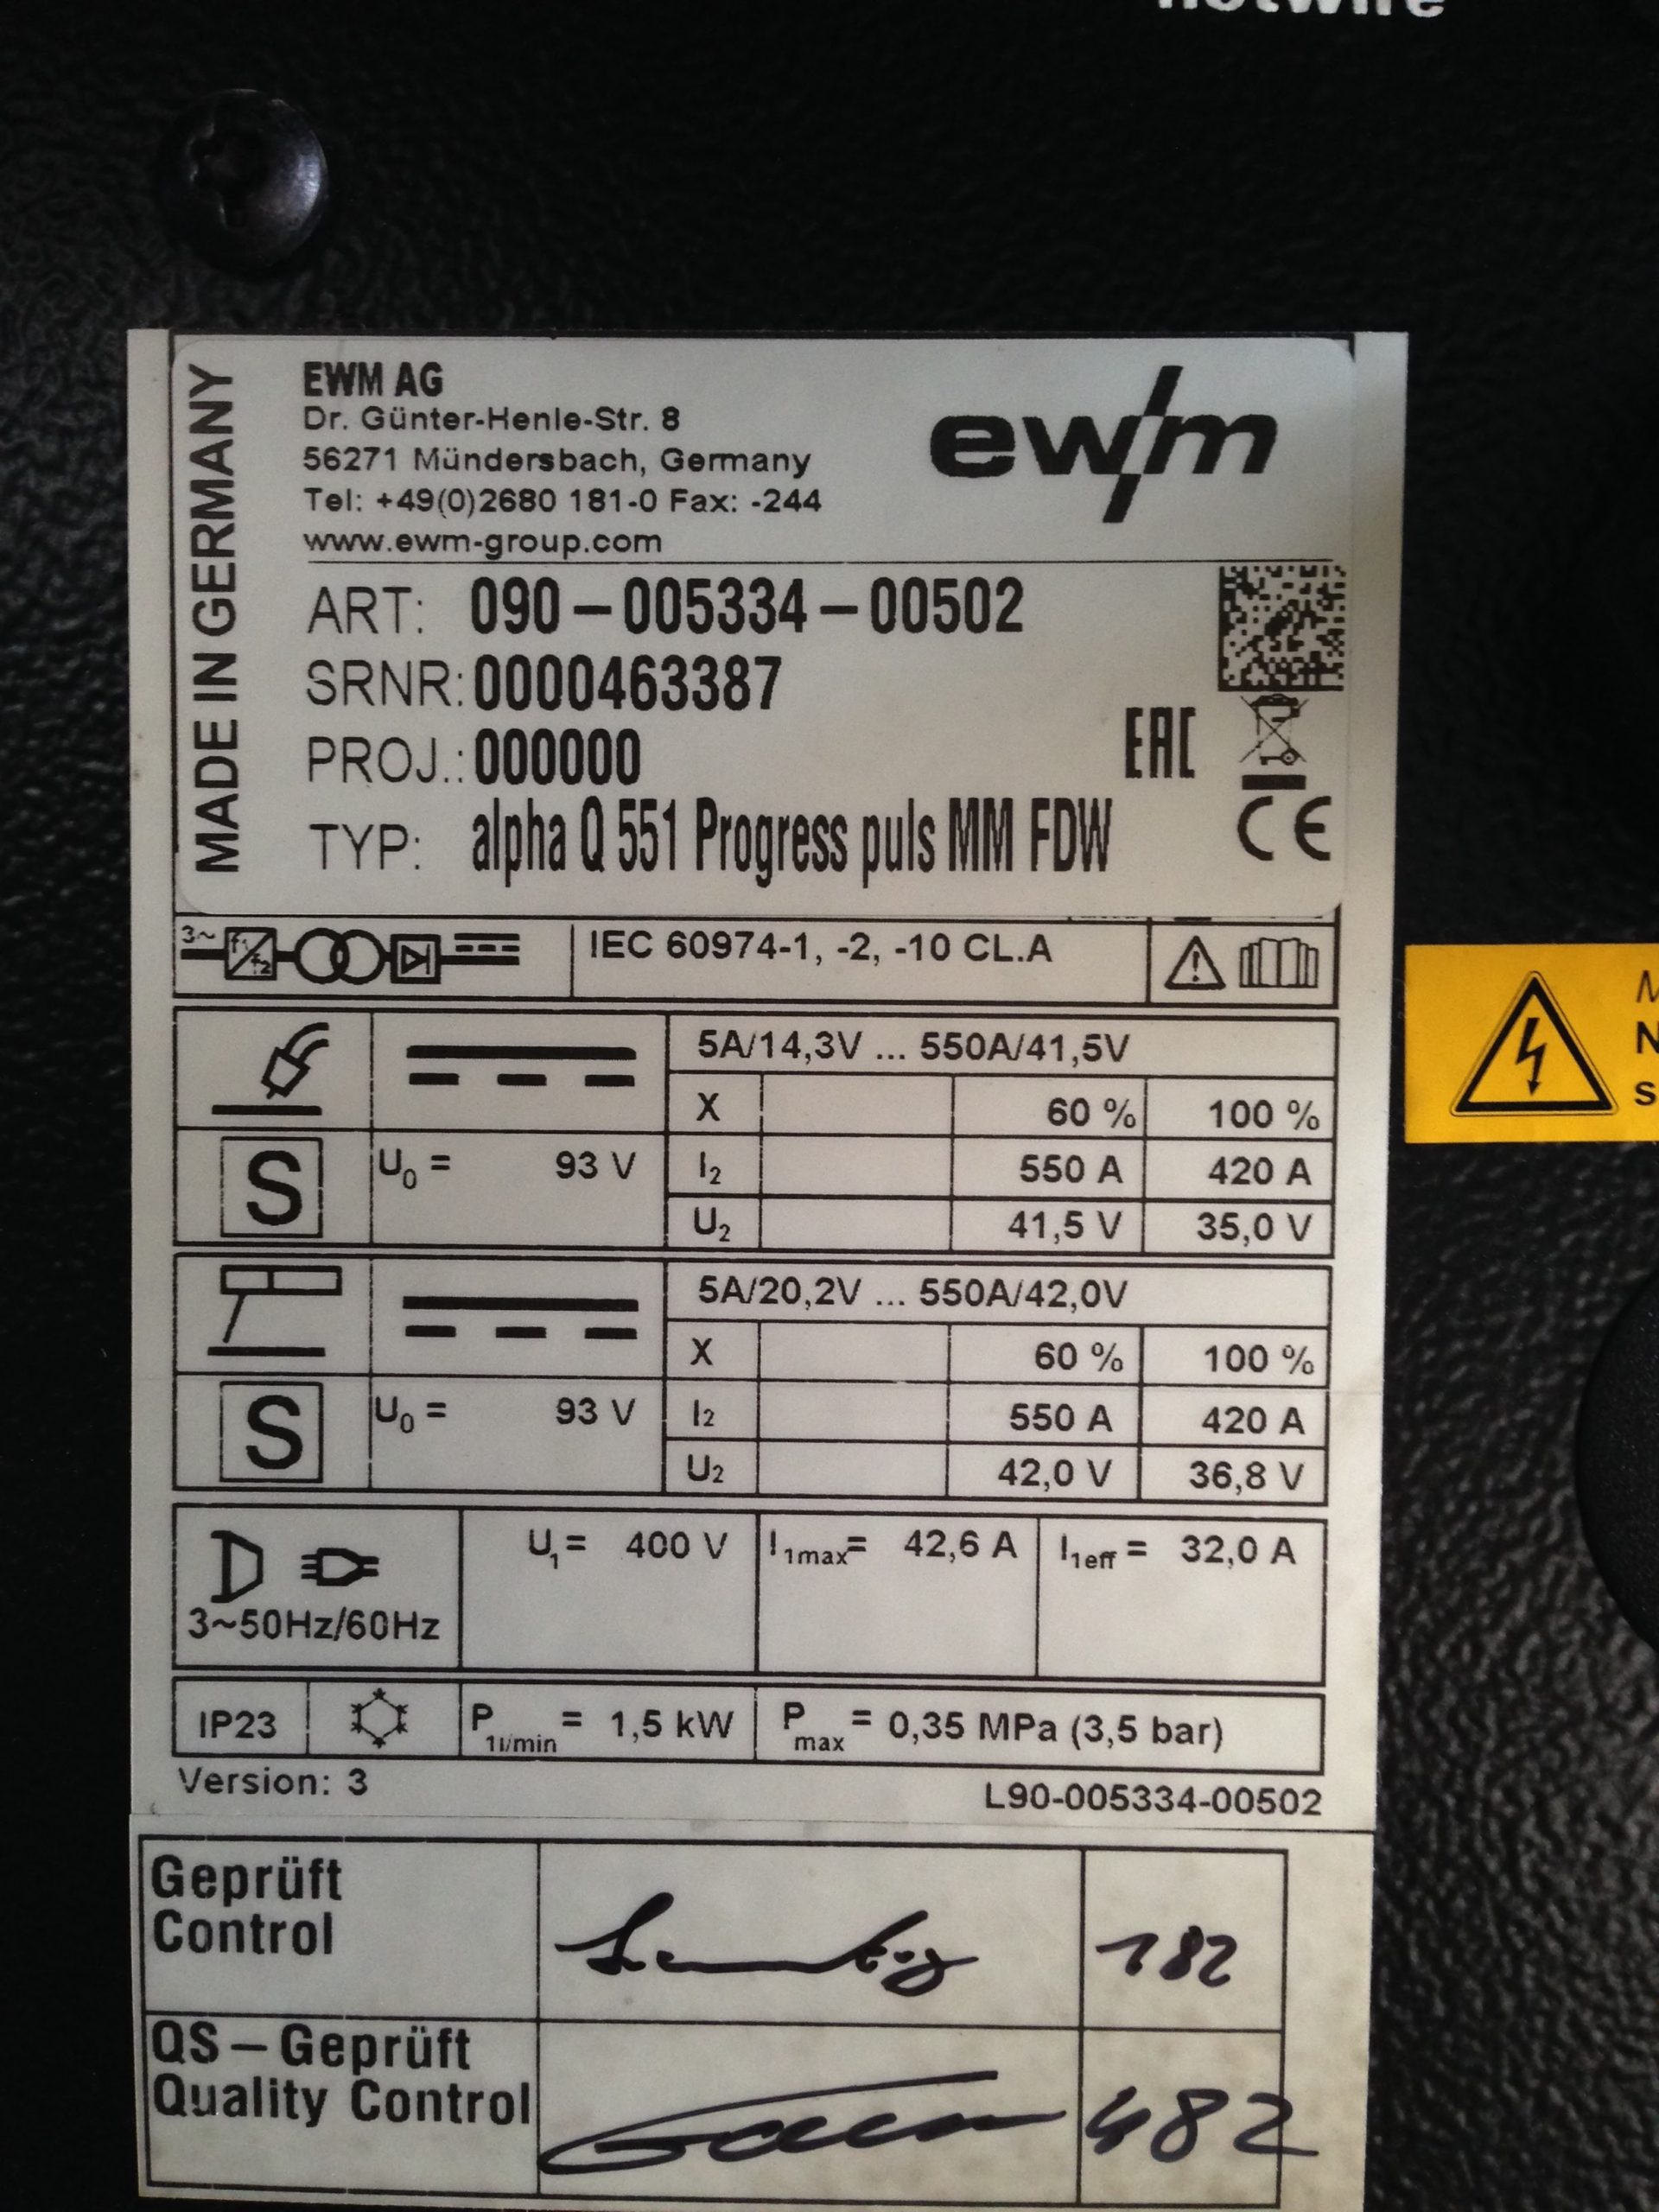 hotwire
MADE IN GERMANY
EWM AG
Dr. Günter-Henle-Str. 8
56271 Mündersbach, Germany
Tel: +49(0)2680 181-0 Fax: -244
www.ewm-group.com
ewm
ART: 090-005334-00502
SRNR: 0000463387
PROJ.: 000000
EAC
TYP: alpha Q 551 Progress puls MM FDW
CE
3~ f1/f2
IEC 60974-1, -2, -10 CL.A
5A/14,3V ... 550A/41,5V
X 60 % 100 %
S U0 = 93 V I2 550 A 420 A
U2 41,5 V 35,0 V
5A/20,2V ... 550A/42,0V
X 60 % 100 %
S U0 = 93 V I2 550 A 420 A
U2 42,0 V 36,8 V
U1= 400 V I1max= 42,6 A I1eff = 32,0 A
3~50Hz/60Hz
IP23 P1l/min = 1,5 kW Pmax = 0,35 MPa (3,5 bar)
Version: 3 L90-005334-00502
Geprüft
Control
182
QS – Geprüft
Quality Control
482